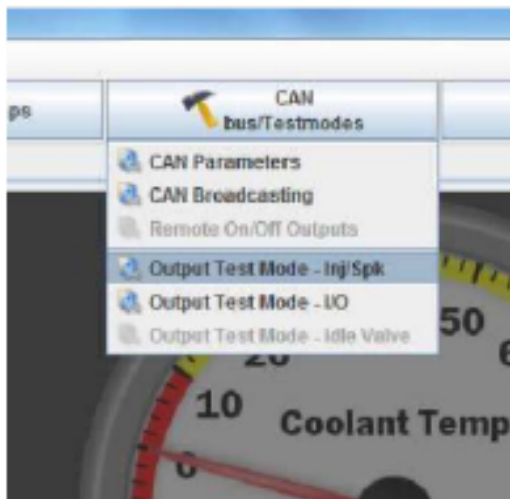 ps
CAN
bus/Testmodes
CAN Parameters
CAN Broadcasting
Remote On/Off Outputs
Output Test Mode - Inj/Spk
Output Test Mode - I/O
Output Test Mode - Idle Valve
50
20
6
10
Coolant Temp
0